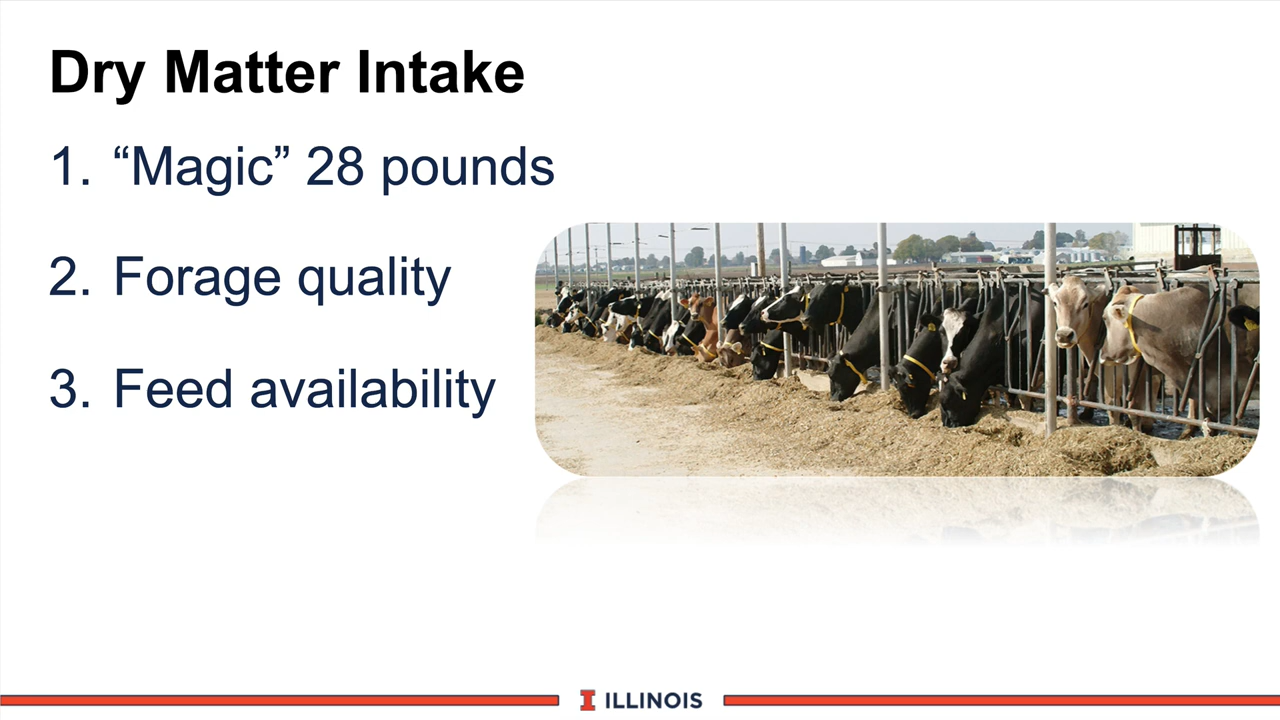 Dry Matter Intake
1. “Magic” 28 pounds
2. Forage quality
3. Feed availability
I ILLINOIS